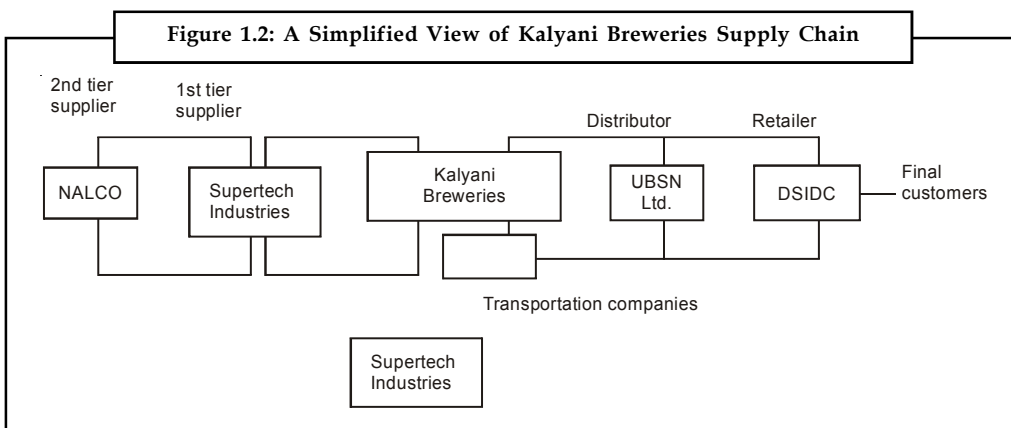 Figure 1.2: A Simplified View of Kalyani Breweries Supply Chain
2nd tier
supplier
1st tier
supplier
Distributor
Retailer
NALCO
Supertech
Industries
Kalyani
Breweries
UBSN
Ltd.
DSIDC
Final
customers
Transportation companies
Supertech
Industries